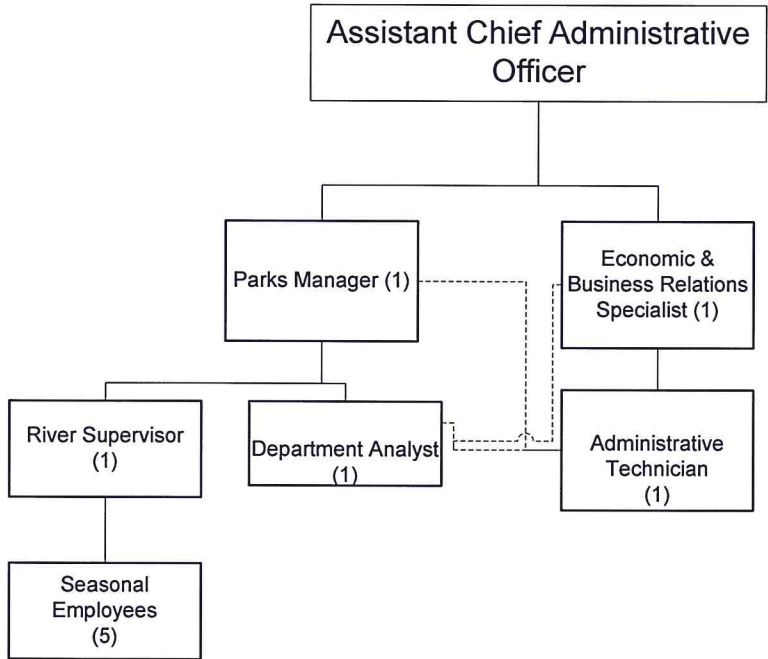 Assistant Chief Administrative
Officer
Parks Manager (1)
Economic &
Business Relations
Specialist (1)
River Supervisor
(1)
Department Analyst
(1)
Administrative
Technician
(1)
Seasonal
Employees
(5)